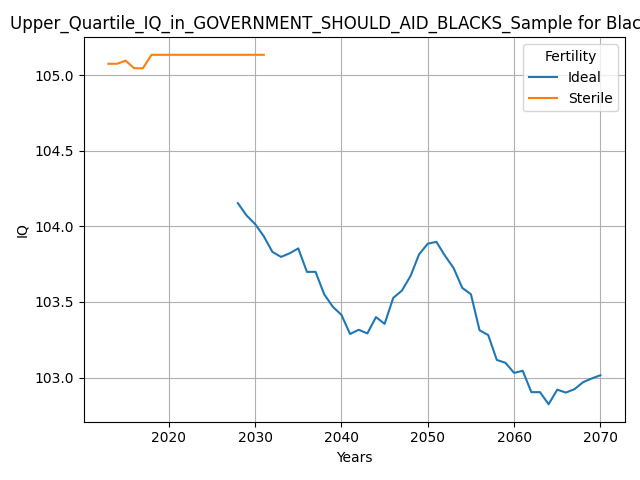 Upper_Quartile_IQ_in_GOVERNMENT_SHOULD_AID_BLACKS_Sample for Blac
Fertility
Ideal
Sterile
105.0
104.5
104.0
103.5
103.0
IQ
2020 2030 2040 2050 2060 2070
Years